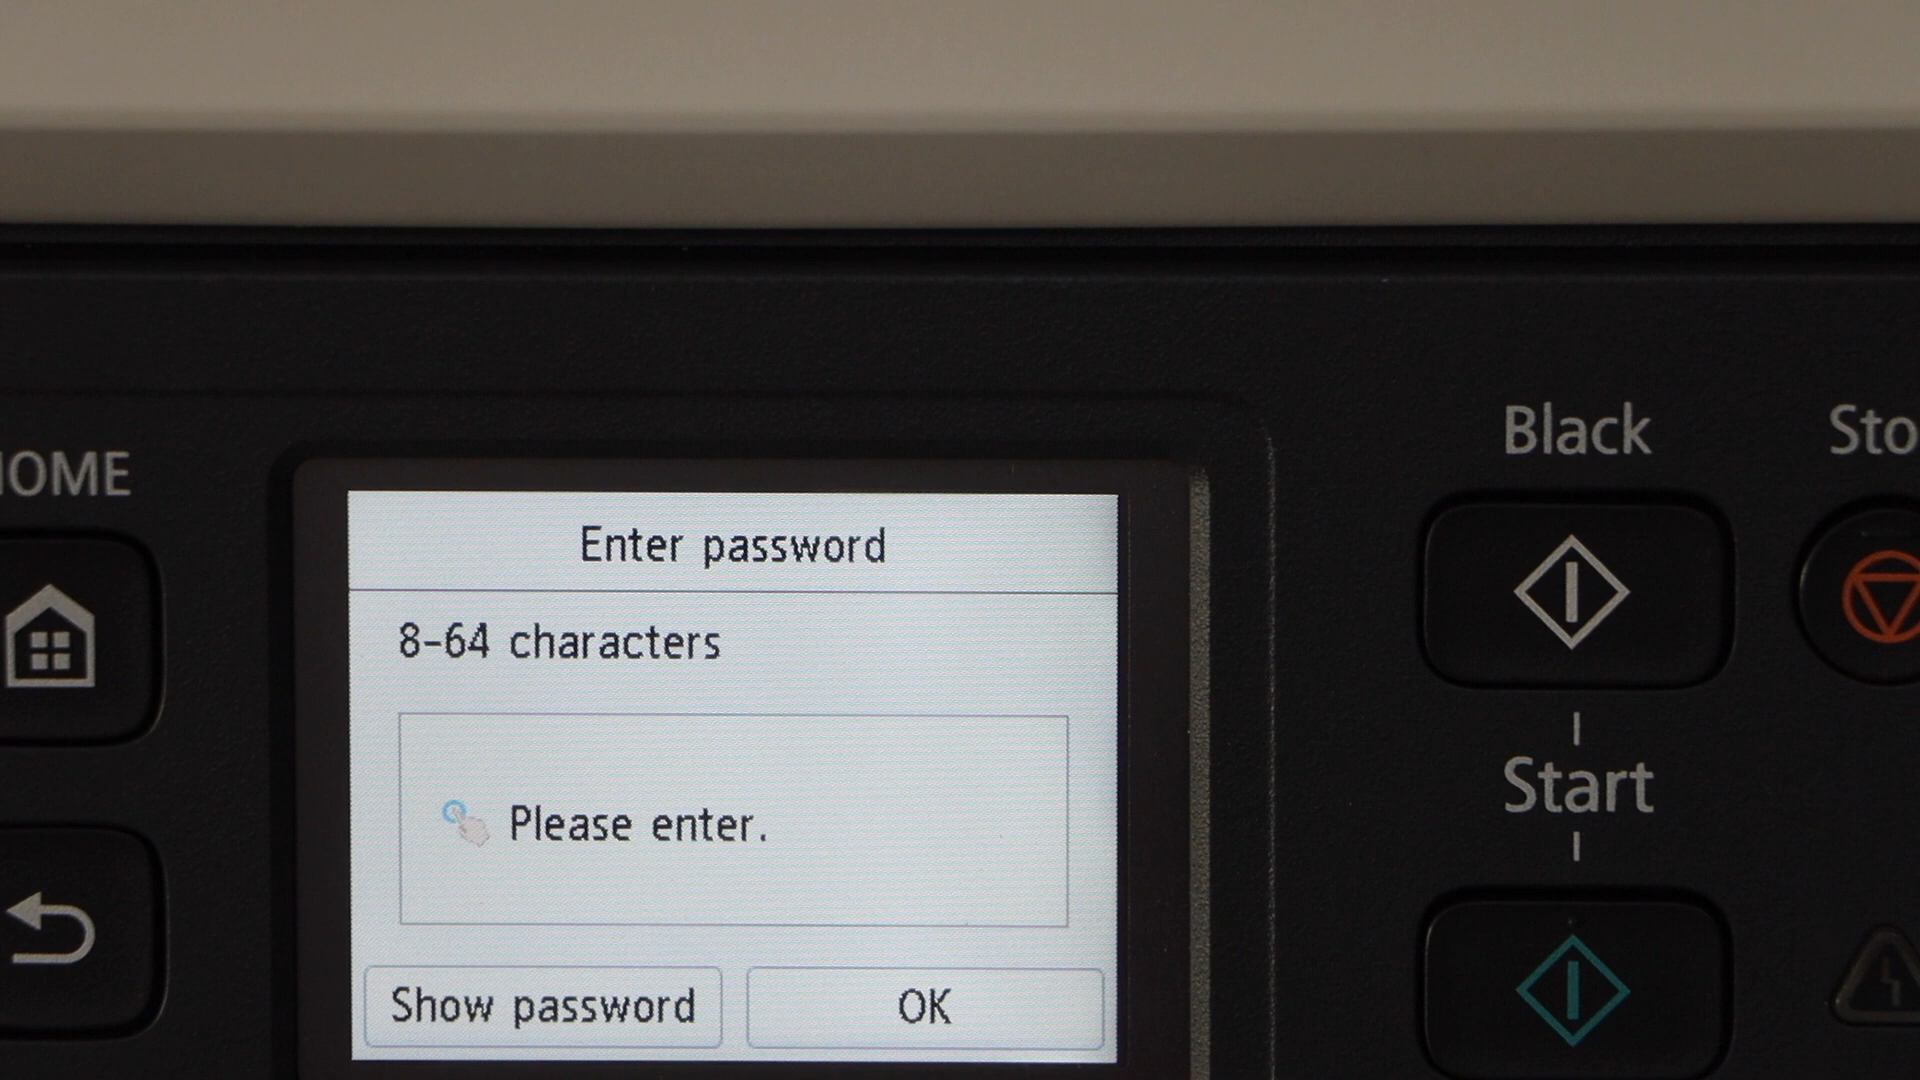 HOME
Enter password
8-64 characters
Please enter.
Show password
OK
Black
Start